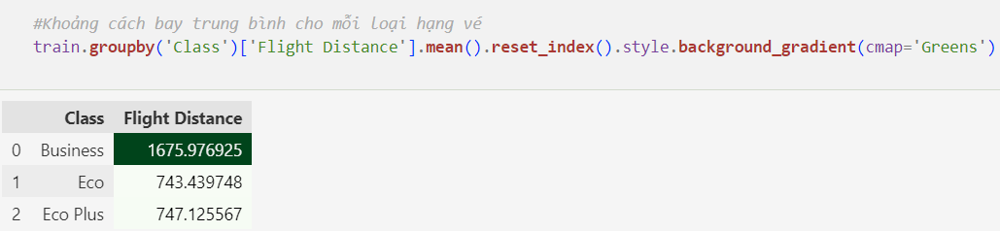 #Khoảng cách bay trung bình cho mỗi loại hạng vé
train.groupby('Class')['Flight Distance'].mean().reset_index().style.background_gradient(cmap='Greens')
Class Flight Distance
0 Business 1675.976925
1 Eco 743.439748
2 Eco Plus 747.125567